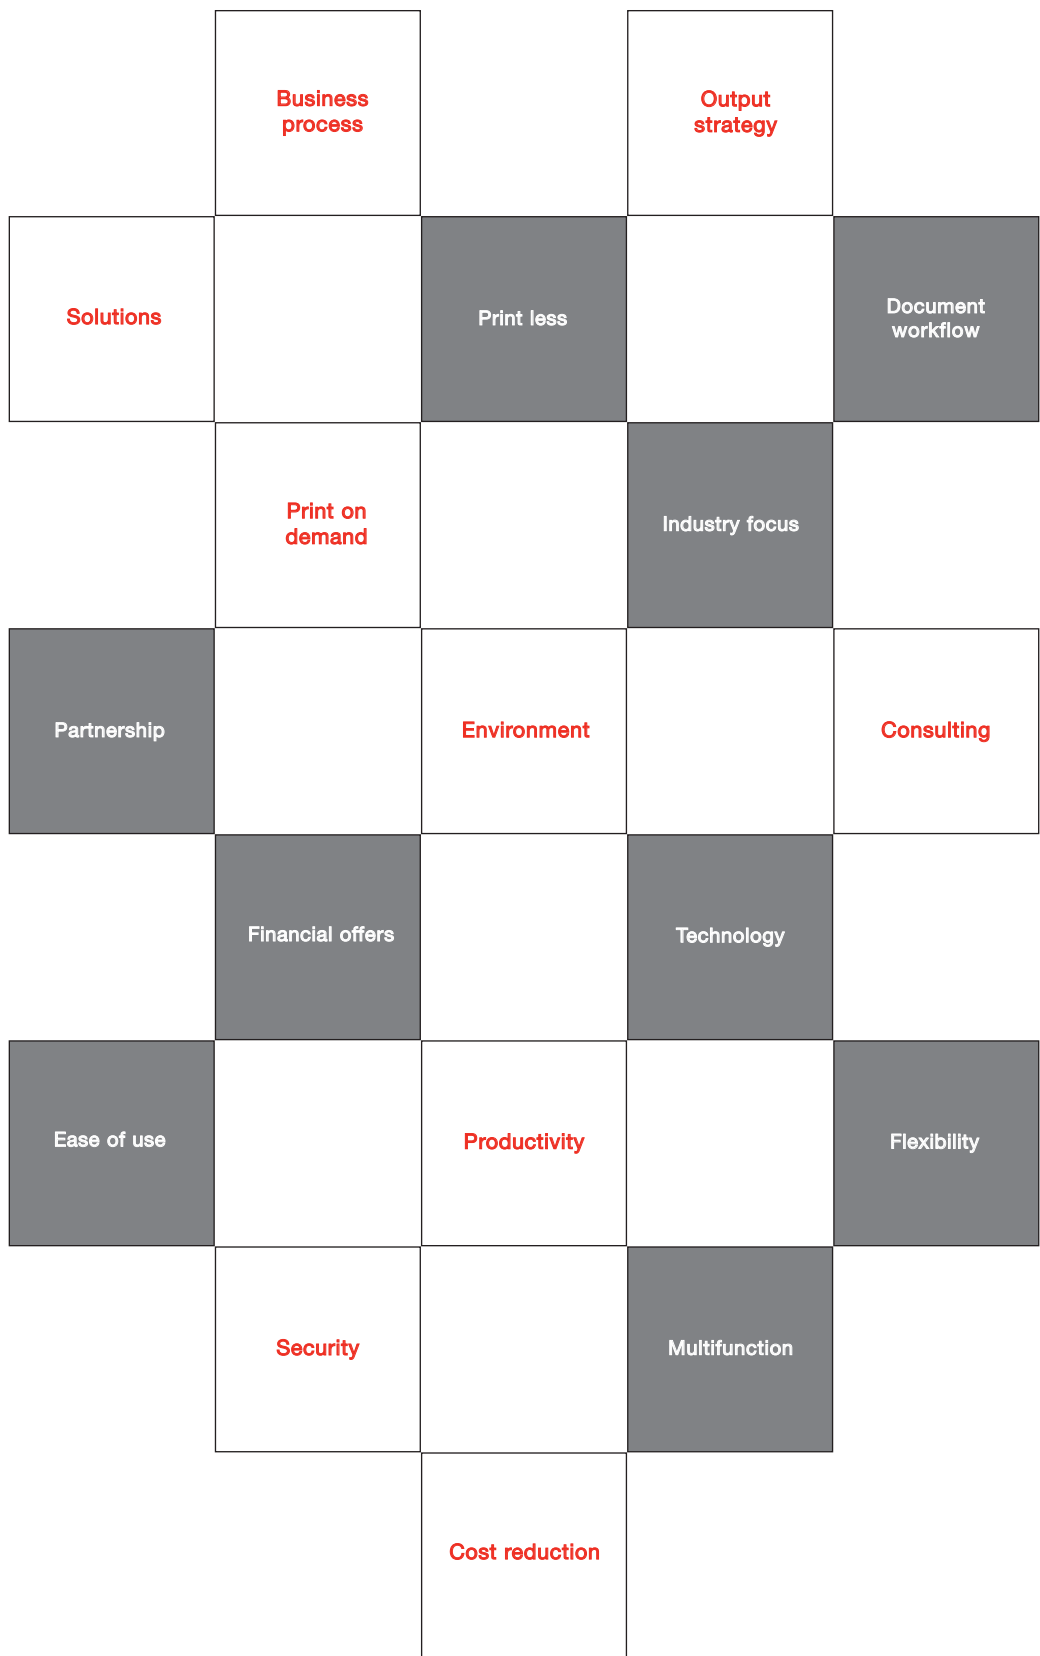 Business
process
Output
strategy
Solutions
Print less
Document
workflow
Print on
demand
Industry focus
Partnership
Environment
Consulting
Financial offers
Technology
Ease of use
Productivity
Flexibility
Security
Multifunction
Cost reduction